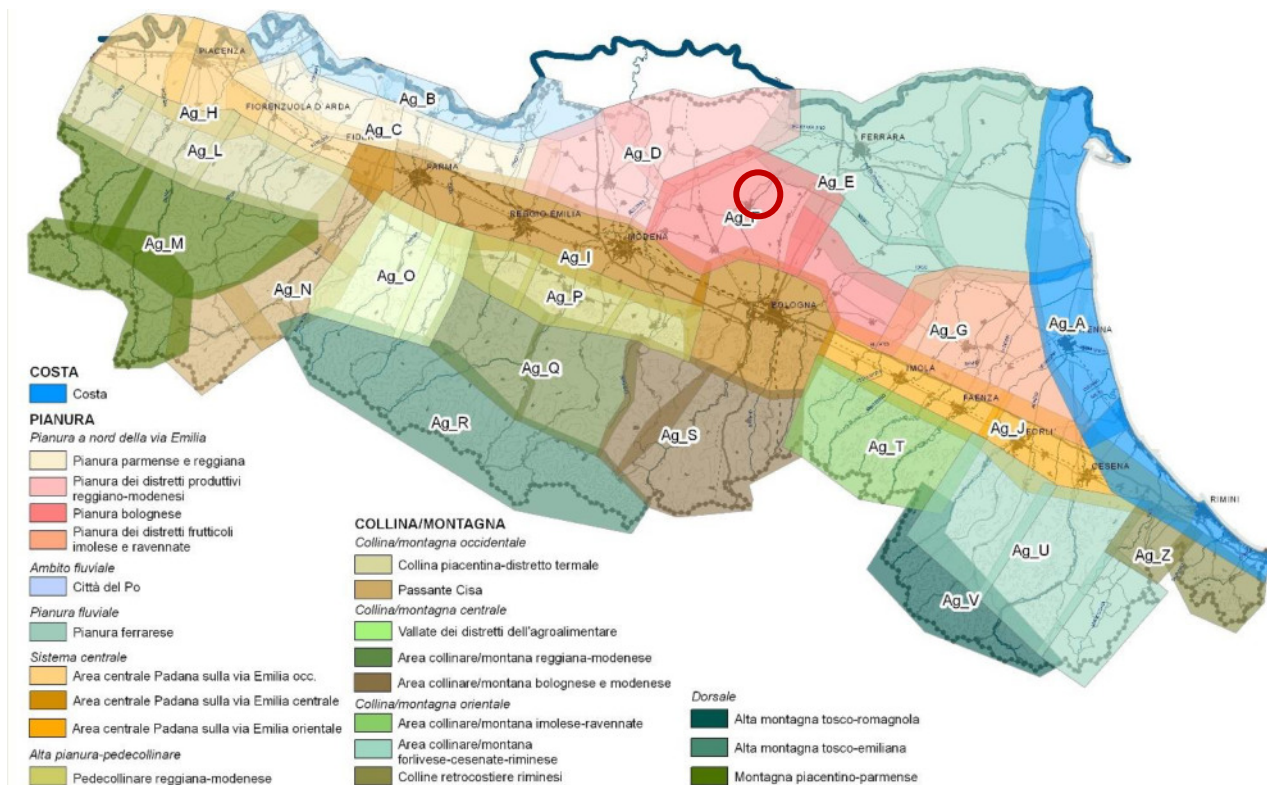 PIACENZA
Ag_B
Ag_H
FIORENZUOLA D'ARDA
Ag_C
Ag_L
Ag_D
FERRARA
PARMA
Ag_E
REGGIO EMILIA
MODENA
Ag_M
Ag_I
Ag_O
Ag_N
Ag_P
BOLOGNA
Ag_G
Ag_A
IMOLA
FAENZA
Ag_Q
Ag_R
Ag_S
Ag_T
Ag_J
CESENA
RIMINI
Ag_U
Ag_Z
Ag_V
COSTA
Costa
PIANURA
Pianura a nord della via Emilia
Pianura parmense e reggiana
Pianura dei distretti produttivi
reggiano-modenesi
Pianura bolognese
Pianura dei distretti frutticoli
imolese e ravennate
Ambito fluviale
Città del Po
Pianura fluviale
Pianura ferrarese
Sistema centrale
Area centrale Padana sulla via Emilia occ.
Area centrale Padana sulla via Emilia centrale
Area centrale Padana sulla via Emilia orientale
Alta pianura-pedecollinare
Pedecollinare reggiana-modenese
COLLINA/MONTAGNA
Collina/montagna occidentale
Collina piacentina-distretto termale
Passante Cisa
Collina/montagna centrale
Vallate dei distretti dell'agroalimentare
Area collinare/montana reggiana-modenese
Area collinare/montana bolognese e modenese
Collina/montagna orientale
Area collinare/montana imolese-ravennate
Area collinare/montana
forlivese-cesenate-riminese
Colline retrocostiere riminesi
Dorsale
Alta montagna tosco-romagnola
Alta montagna tosco-emiliana
Montagna piacentino-parmense